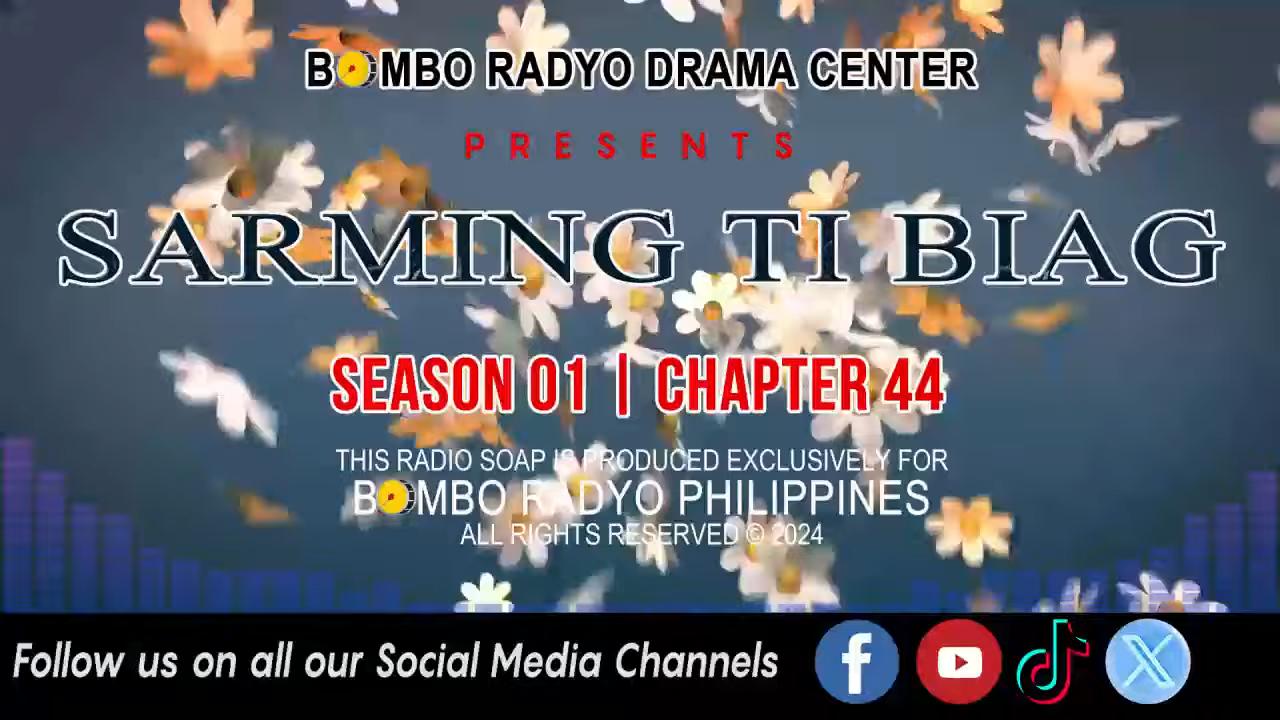 BOMBO RADYO DRAMA CENTER
PRESENTS
SARMING TI BIAG
SEASON 01 | CHAPTER 44
THIS RADIO SOAP IS PRODUCED EXCLUSIVELY FOR
BOMBO RADYO PHILIPPINES
ALL RIGHTS RESERVED © 2024
Follow us on all our Social Media Channels